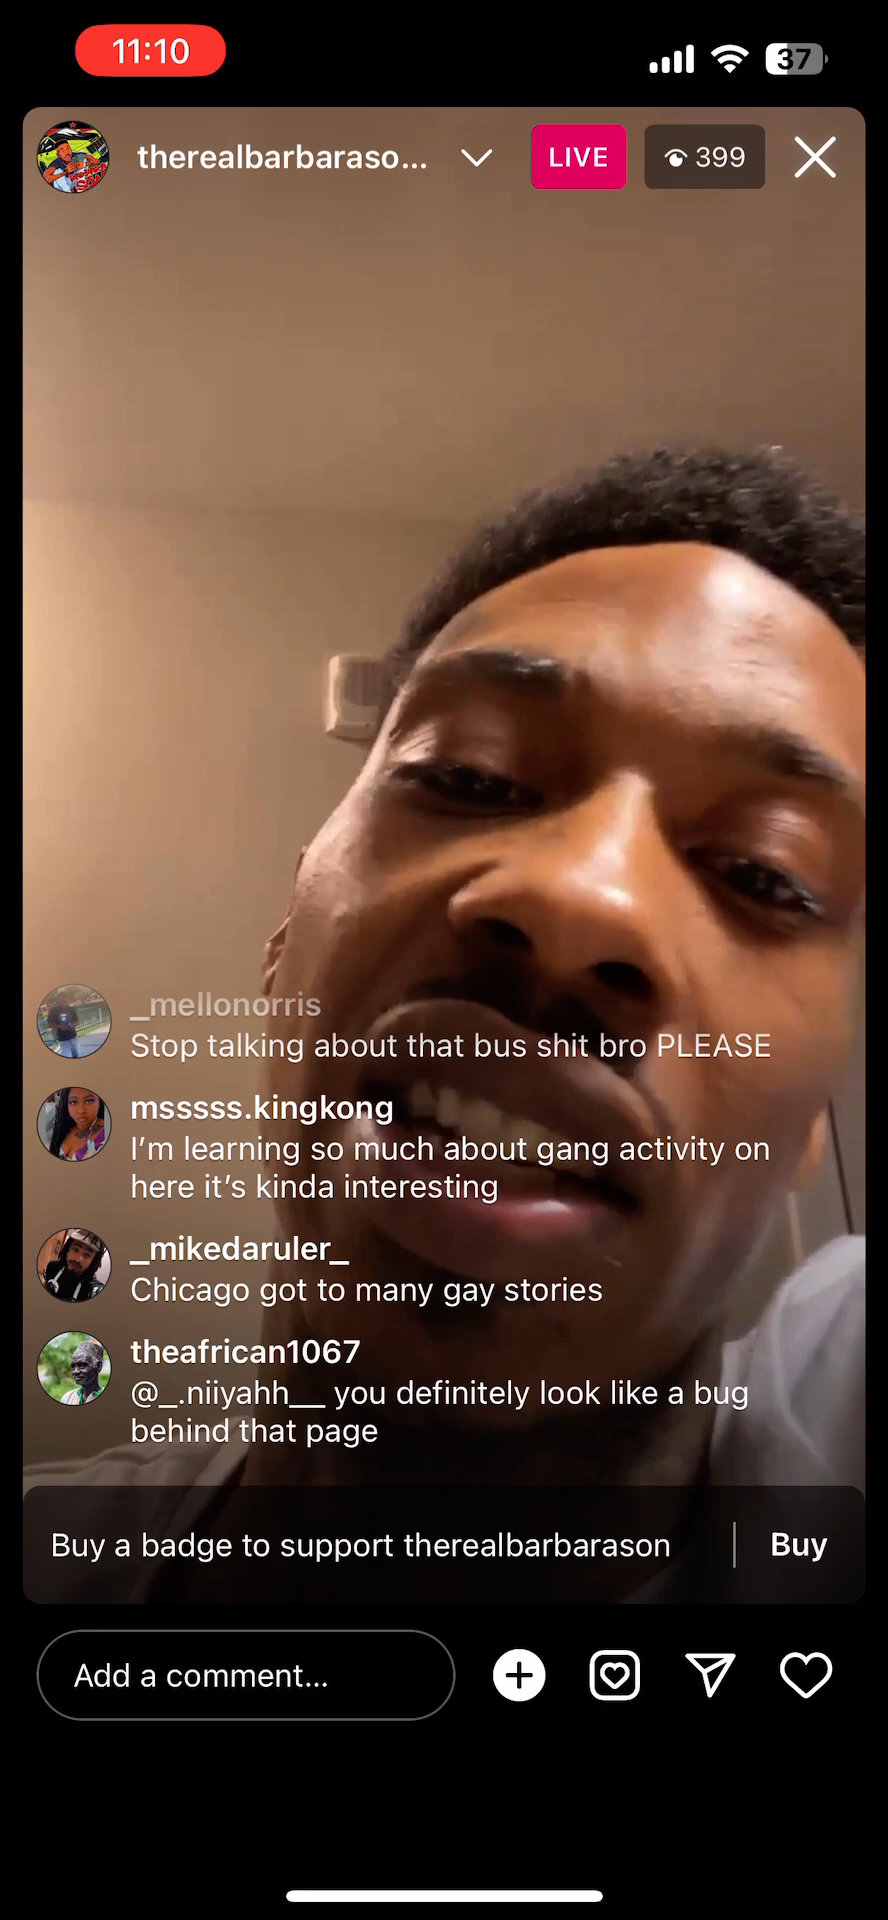 11:10
37
therealbarbaraso...
LIVE
399
_mellonorris
Stop talking about that bus shit bro PLEASE
msssss.kingkong
I’m learning so much about gang activity on
here it’s kinda interesting
_mikedaruler_
Chicago got to many gay stories
theafrican1067
@_.niiyahh__ you definitely look like a bug
behind that page
Buy a badge to support therealbarbarason
Buy
Add a comment...